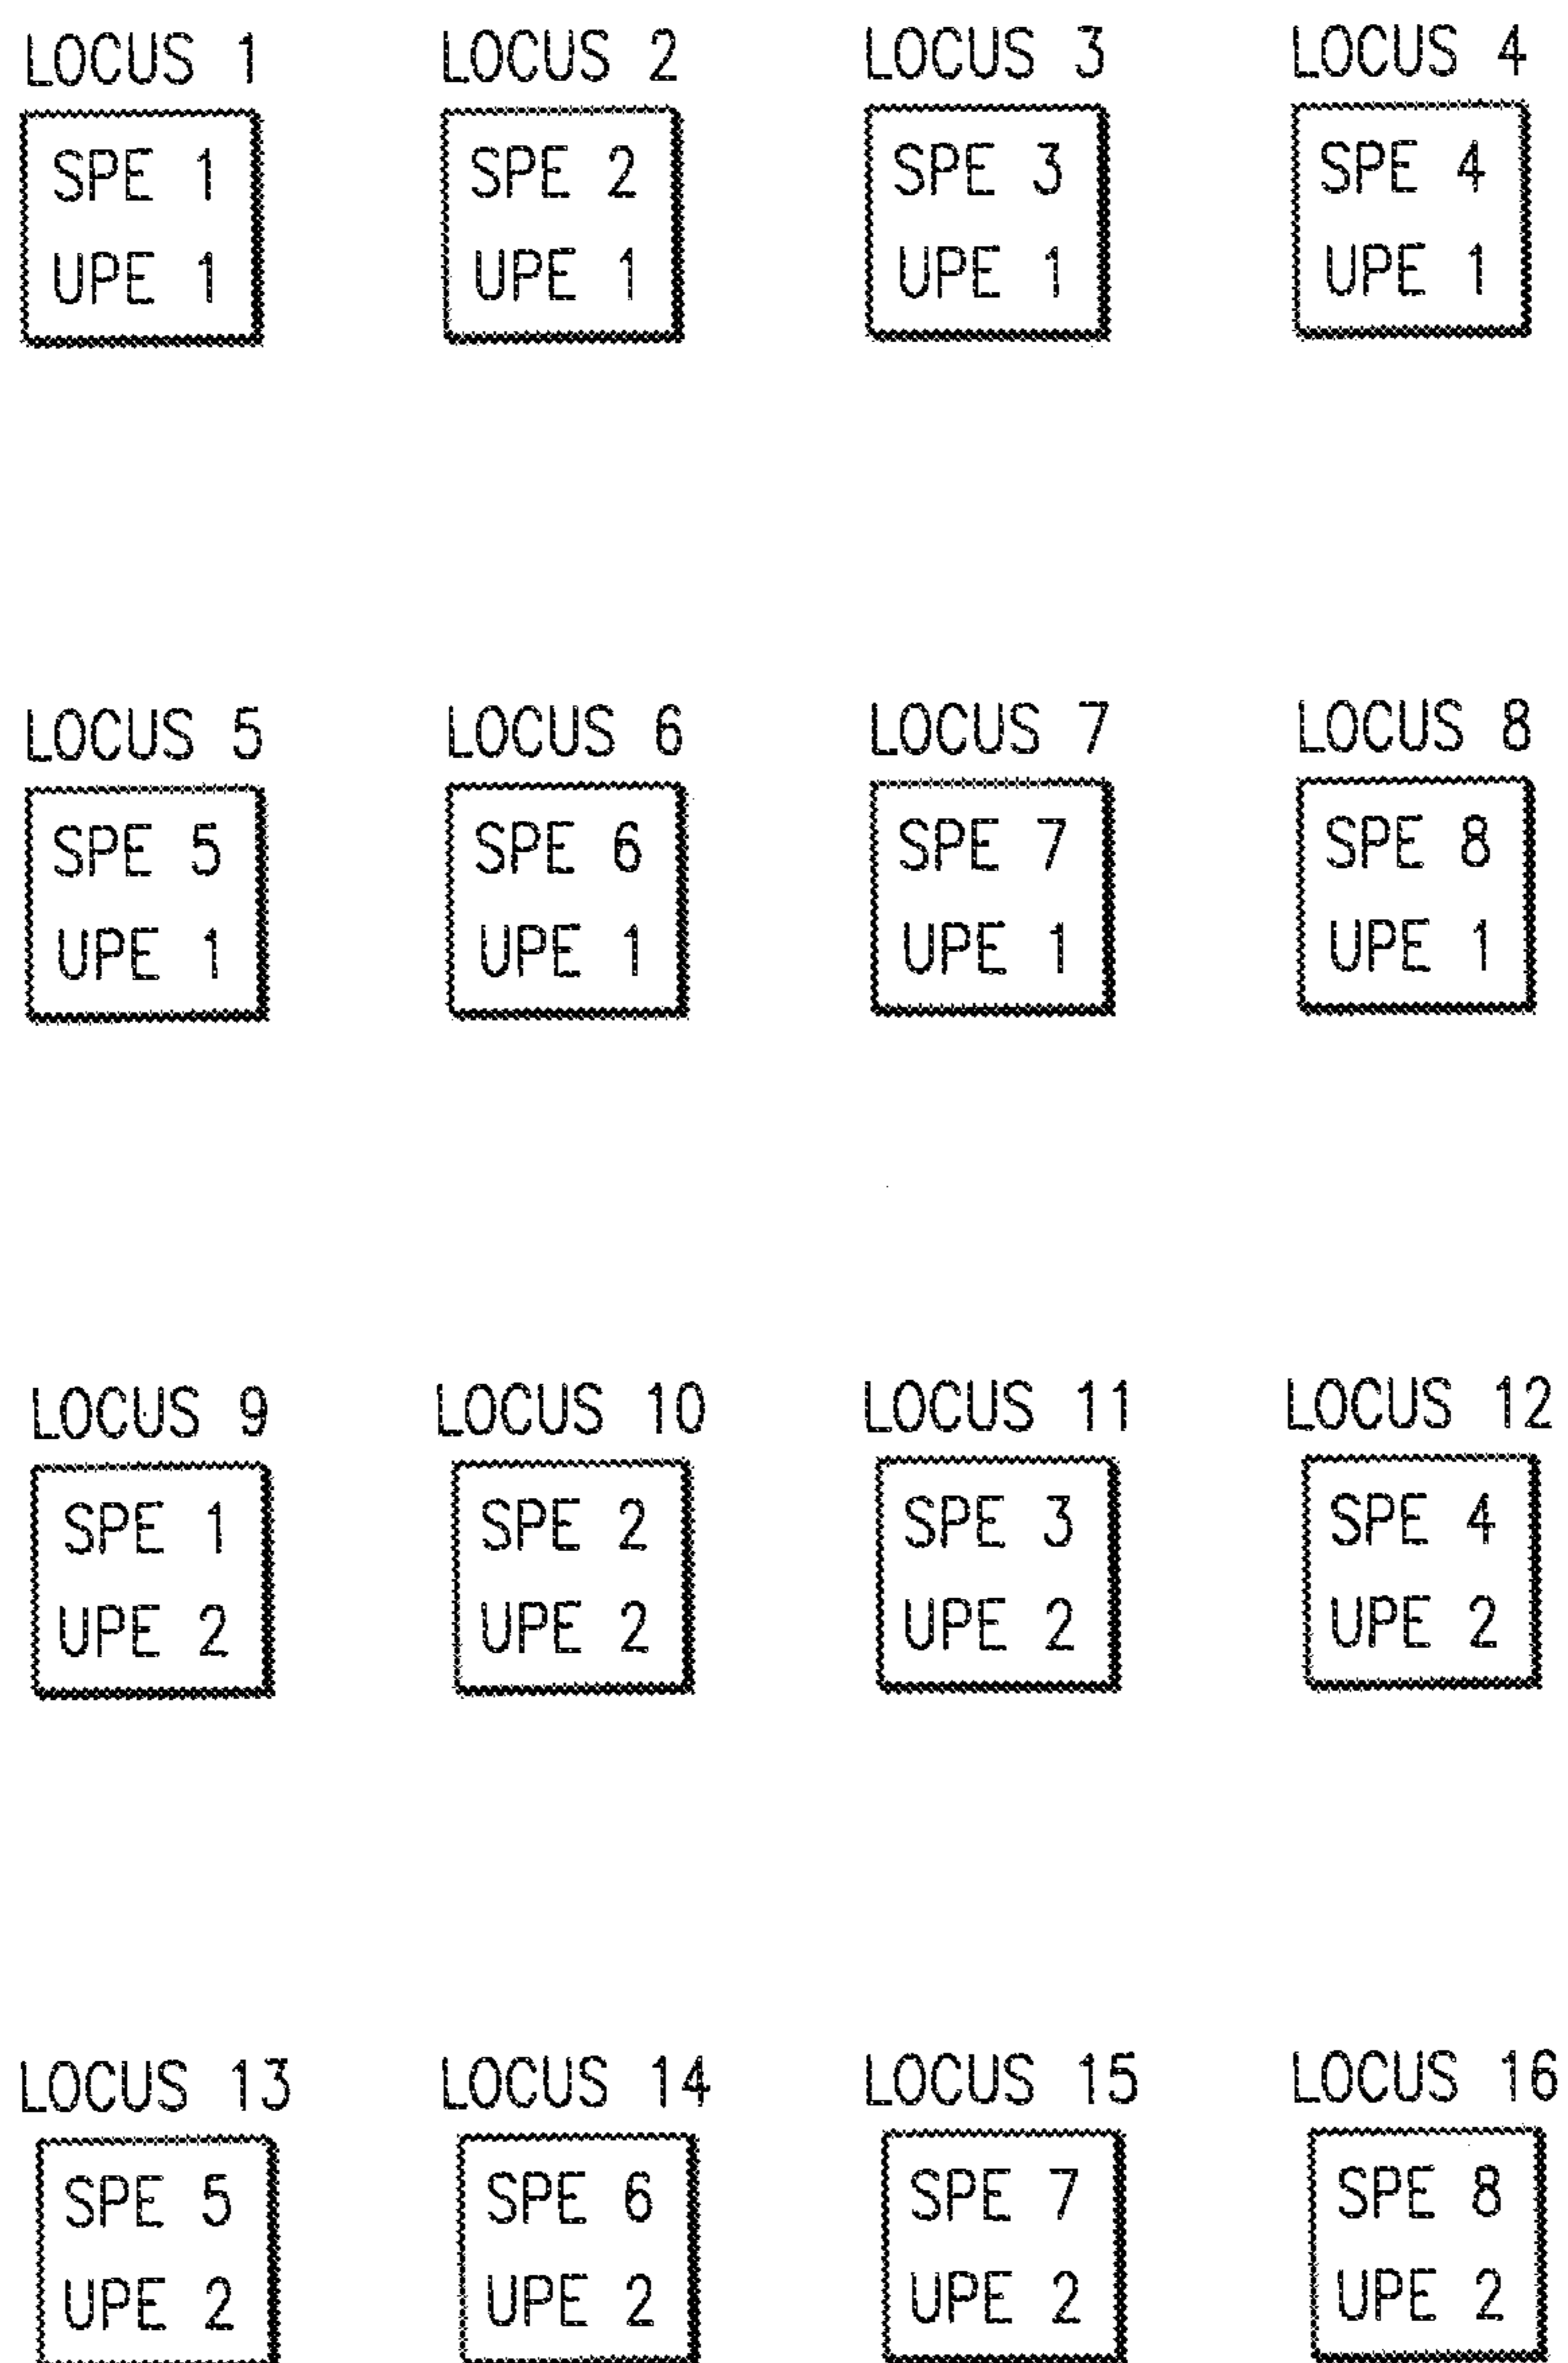 LOCUS 1 LOCUS 2 LOCUS 3 LOCUS 4
SPE 1 SPE 2 SPE 3 SPE 4
UPE 1 UPE 1 UPE 1 UPE 1
LOCUS 5 LOCUS 6 LOCUS 7 LOCUS 8
SPE 5 SPE 6 SPE 7 SPE 8
UPE 1 UPE 1 UPE 1 UPE 1
LOCUS 9 LOCUS 10 LOCUS 11 LOCUS 12
SPE 1 SPE 2 SPE 3 SPE 4
UPE 2 UPE 2 UPE 2 UPE 2
LOCUS 13 LOCUS 14 LOCUS 15 LOCUS 16
SPE 5 SPE 6 SPE 7 SPE 8
UPE 2 UPE 2 UPE 2 UPE 2